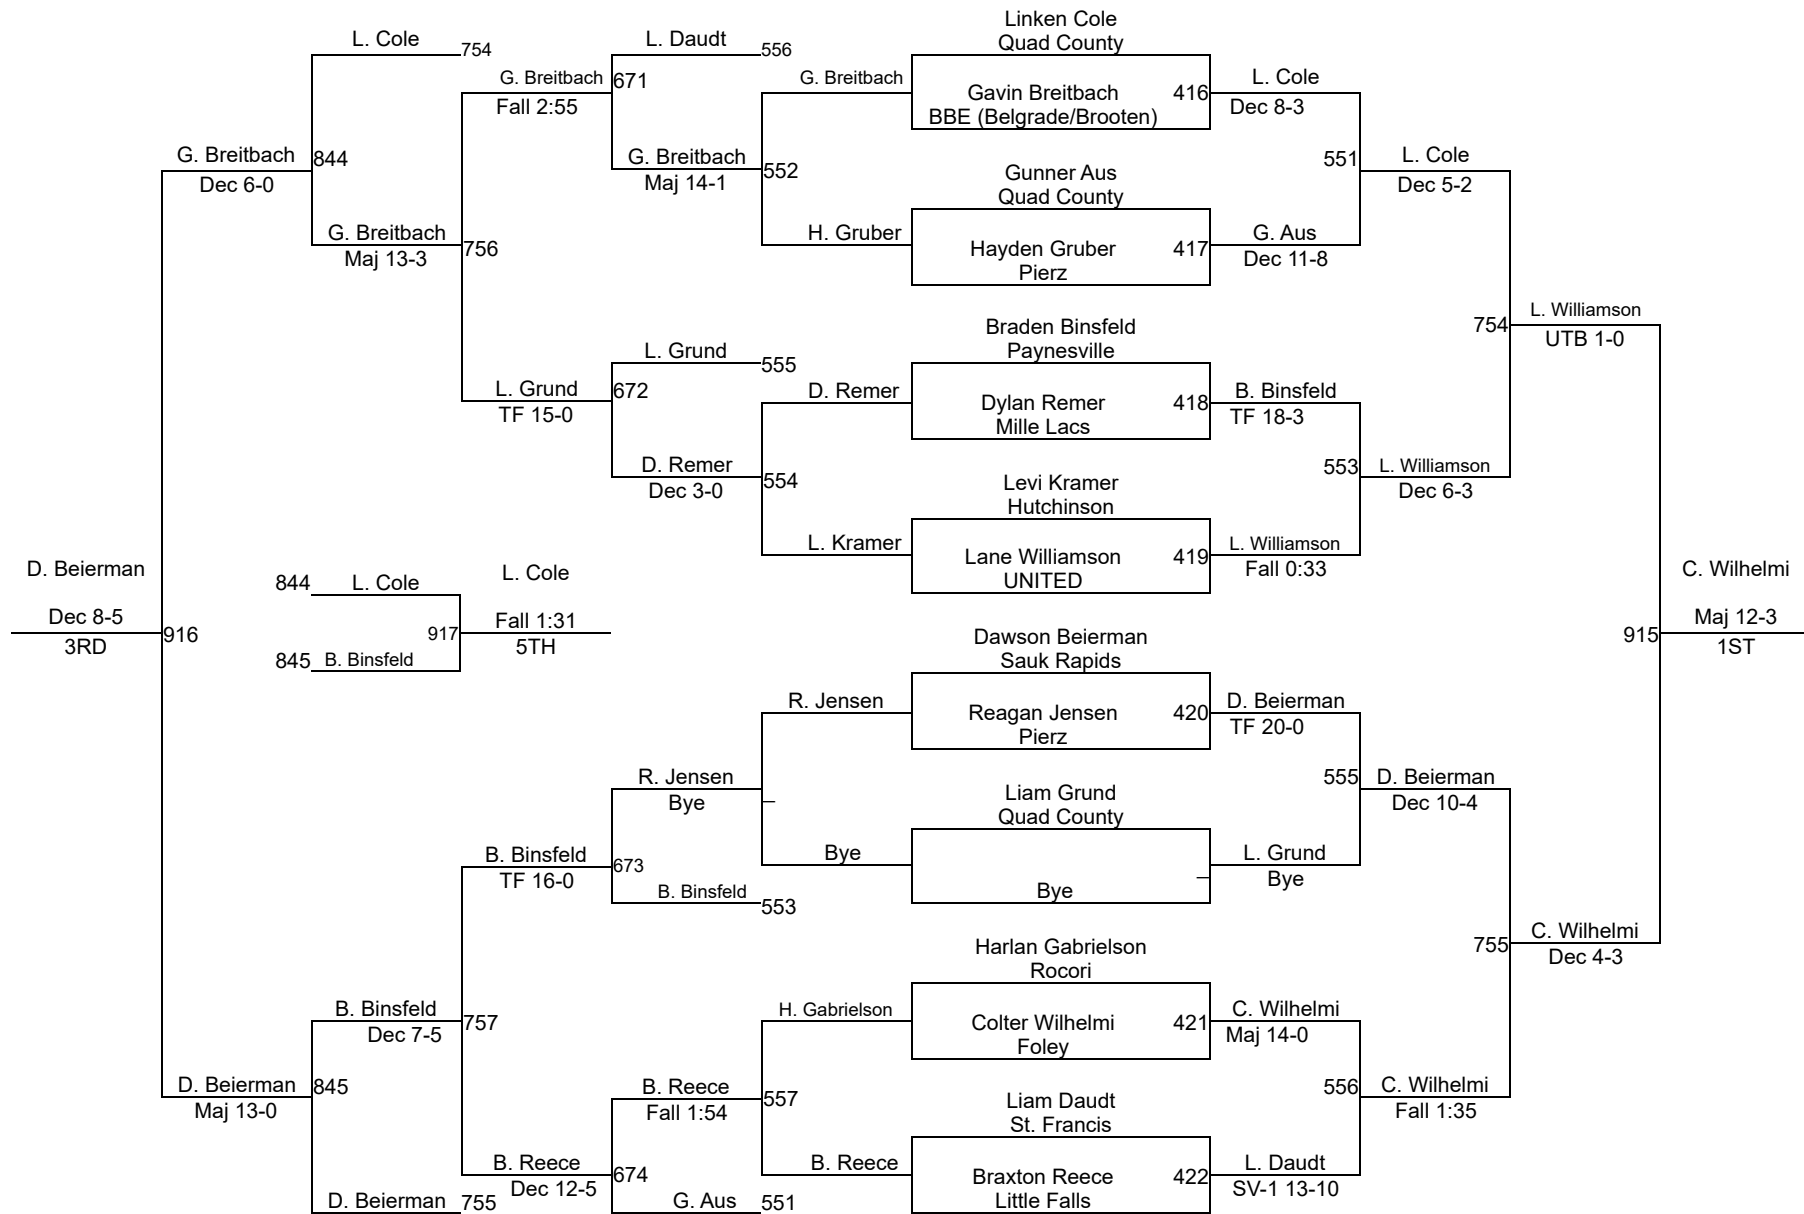 Linken Cole
Quad County
L. Cole
754
L. Daudt
556
G. Breitbach
671
Fall 2:55
G. Breitbach
Gavin Breitbach
416
BBE (Belgrade/Brooten)
L. Cole
Dec 8-3
G. Breitbach
844
Dec 6-0
G. Breitbach
552
Maj 14-1
Gunner Aus
Quad County
551
L. Cole
Dec 5-2
G. Breitbach
756
Maj 13-3
H. Gruber
Hayden Gruber
417
Pierz
G. Aus
Dec 11-8
Braden Binsfeld
Paynesville
754
L. Williamson
UTB 1-0
L. Grund
555
L. Grund
672
TF 15-0
D. Remer
Dylan Remer
418
Mille Lacs
B. Binsfeld
TF 18-3
D. Remer
554
Dec 3-0
Levi Kramer
Hutchinson
553
L. Williamson
Dec 6-3
L. Kramer
Lane Williamson
419
UNITED
L. Williamson
Fall 0:33
D. Beierman
Dec 8-5
3RD
916
844
L. Cole
L. Cole
917
Fall 1:31
5TH
845
B. Binsfeld
C. Wilhelmi
915
Maj 12-3
1ST
Dawson Beierman
Sauk Rapids
R. Jensen
Reagan Jensen
420
Pierz
D. Beierman
TF 20-0
R. Jensen
Bye
_
Liam Grund
Quad County
555
D. Beierman
Dec 10-4
B. Binsfeld
673
TF 16-0
Bye
Bye
_
L. Grund
Bye
B. Binsfeld
553
Harlan Gabrielson
Rocori
755
C. Wilhelmi
Dec 4-3
B. Binsfeld
757
Dec 7-5
H. Gabrielson
Colter Wilhelmi
421
Foley
C. Wilhelmi
Maj 14-0
D. Beierman
845
Maj 13-0
B. Reece
557
Fall 1:54
Liam Daudt
St. Francis
556
C. Wilhelmi
Fall 1:35
B. Reece
674
Dec 12-5
B. Reece
Braxton Reece
422
Little Falls
L. Daudt
SV-1 13-10
D. Beierman
755
G. Aus
551